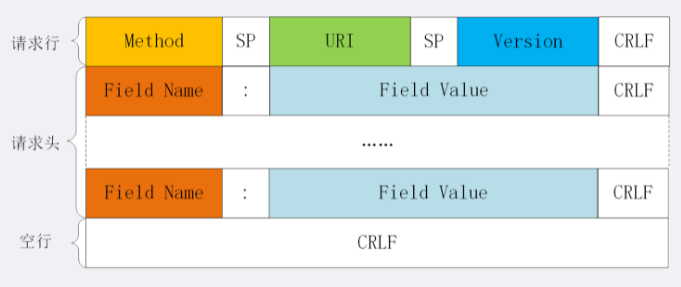 请求行 Method SP URI SP Version CRLF
Field Name : Field Value CRLF
请求头 ……
Field Name : Field Value CRLF
空行 CRLF